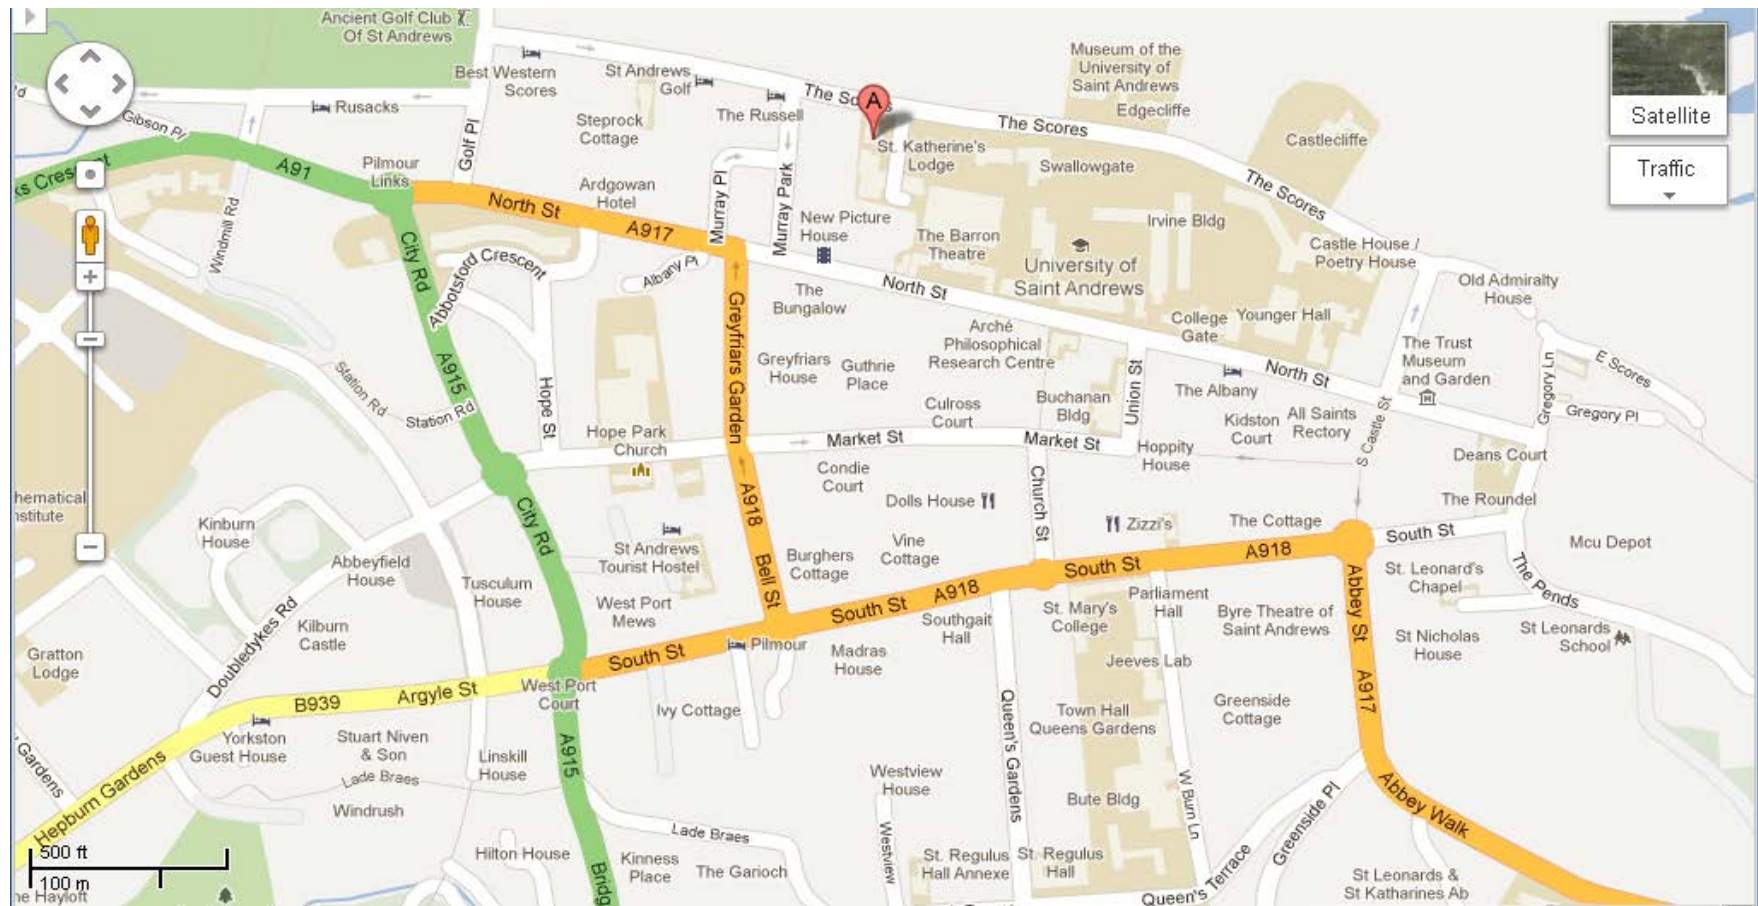 Ancient Golf Club
Of St Andrews
Best Western
Scores
St Andrews
Golf
The Russell
Rusacks
Gibson Pl
A91
Pilmour
Links
Golf Pl
Steprock
Cottage
Ardgowan
Hotel
The Scores
A
The Scores
The Scores
Museum of the
University of
Saint Andrews
Edgecliffe
Castlecliffe
Satellite
Traffic
St. Katherine's
Lodge
Swallowgate
Irvine Bldg
Castle House /
Poetry House
Old Admiralty
House
Windmill Rd
City Rd
Abbotsford Crescent
North St
A917
Murray Pl
Murray Park
Albany Pl
New Picture
House
The Barron
Theatre
University of
Saint Andrews
North St
The
Bungalow
College
Gate
Younger Hall
Arché
Philosophical
Research Centre
The Trust
Museum
and Garden
Gregory Ln
E Scores
Gregory Pl
Station Rd
Station Rd
A915
Hope St
Greyfriars Garden
Greyfriars
House
Guthrie
Place
Culross
Court
Buchanan
Bldg
Union St
The Albany
North St
Kidston
Court
All Saints
Rectory
S Castle St
Deans Court
Hope Park
Church
Market St
Market St
Hoppity
House
The Roundel
hematical
nstitute
Kinburn
House
City Rd
A918
Condie
Court
Dolls House
Church St
Zizzi's
The Cottage
South St
Mcu Depot
Abbeyfield
House
Tusculum
House
St Andrews
Tourist Hostel
Bell St
Burghers
Cottage
Vine
Cottage
South St
A918
Abbey St
St. Leonard's
Chapel
The Pends
Doubledykes Rd
Kilburn
Castle
West Port
Mews
South St
A918
Southgait
Hall
St. Mary's
College
Parliament
Hall
Byre Theatre of
Saint Andrews
St Nicholas
House
St Leonards
School
Gratton
Lodge
South St
Pilmour
Madras
House
Jeeves Lab
B939
Argyle St
West Port
Court
Ivy Cottage
Queen's Gardens
Town Hall
Queens Gardens
Greenside
Cottage
A917
Gardens
Hepburn Gardens
Yorkston
Guest House
Stuart Niven
& Son
Lade Braes
Linskill
House
A915
Westview
House
W Burn Ln
Greenside Pl
Abbey Walk
Windrush
Bute Bldg
Lade Braes
500 ft
100 m
Hilton House
Kinness
Place
The Garioch
Bridg
Westview
St. Regulus
Hall Annexe
St. Regulus
Hall
Queen's Terrace
St Leonards &
St Katharines Ab
he Hayloft